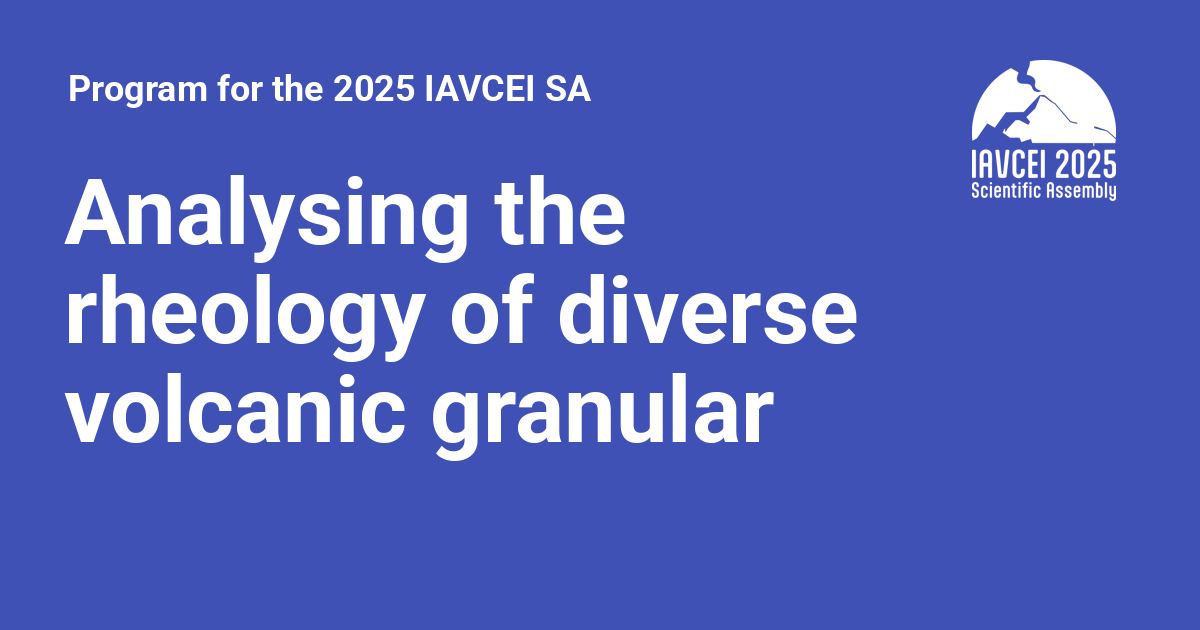 Program for the 2025 IAVCEI SA
IAVCEI 2025
Scientific Assembly
Analysing the
rheology of diverse
volcanic granular